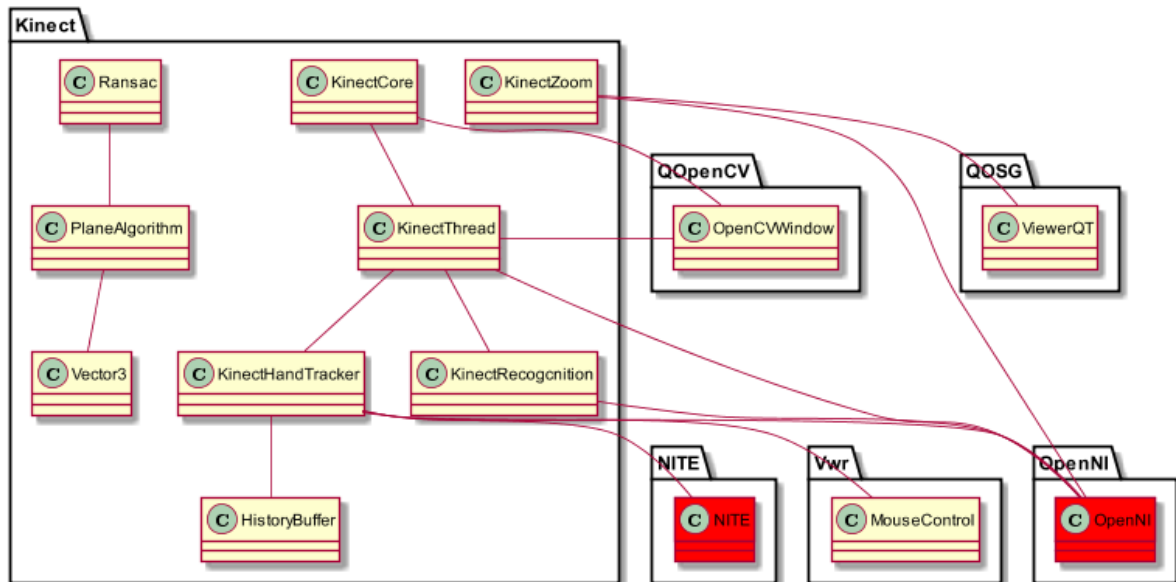 Kinect
C Ransac
C KinectCore
C KinectZoom
QOpenCV
QOSG
C PlaneAlgorithm
C KinectThread
C OpenCVWindow
C ViewerQT
C Vector3
C KinectHandTracker
C KinectRecogcnition
NITE
Vwr
OpenNI
C HistoryBuffer
C NITE
C MouseControl
C OpenNI